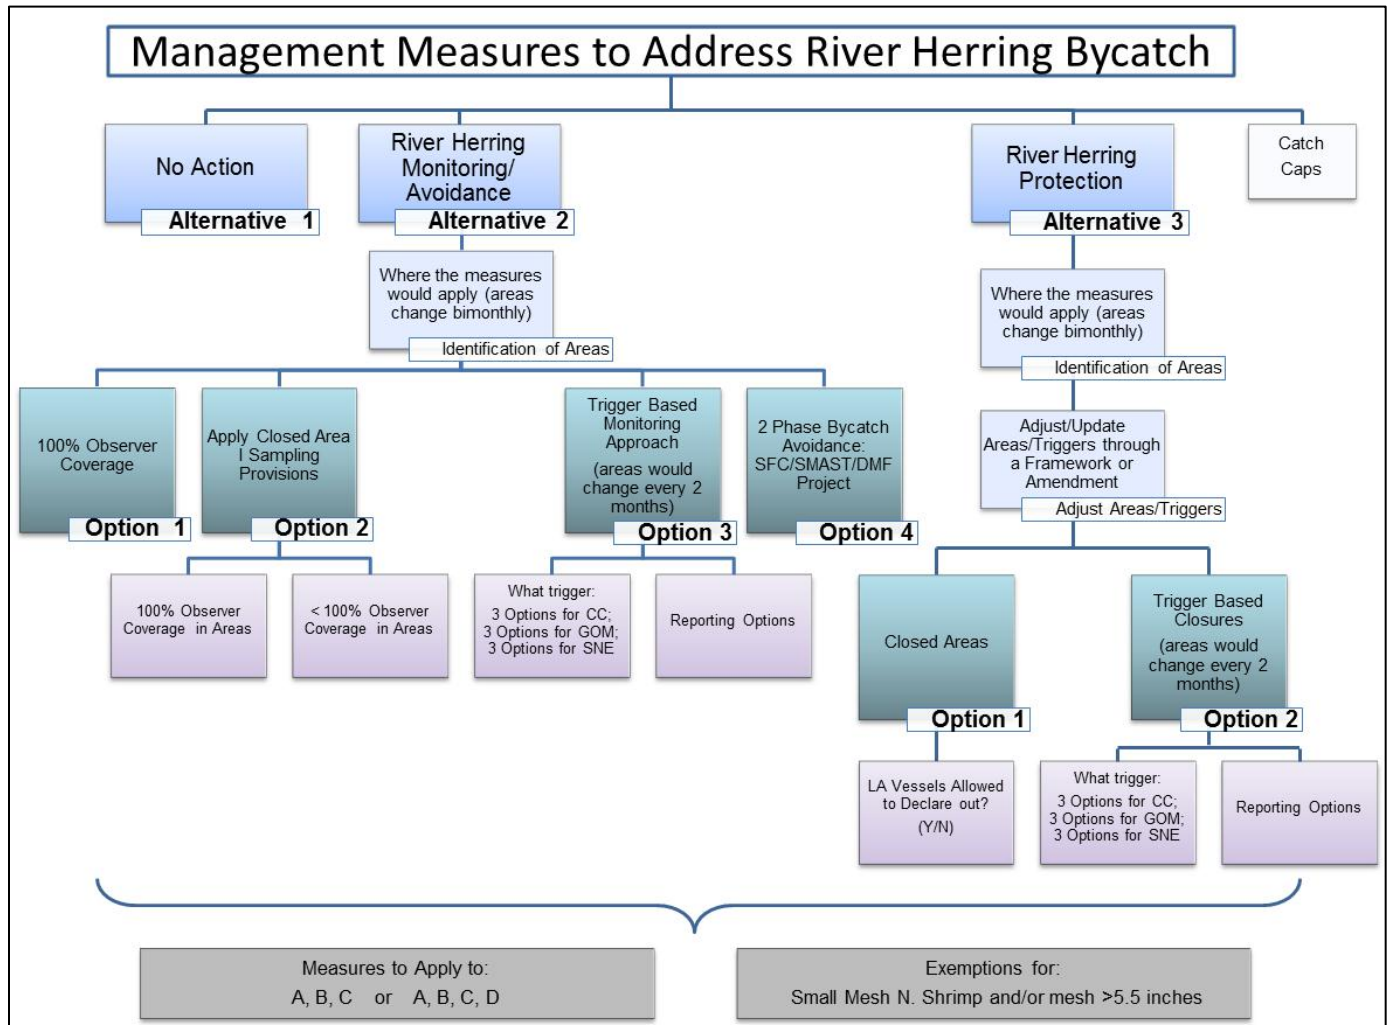 Management Measures to Address River Herring Bycatch
No Action
Alternative 1
River Herring
Monitoring/
Avoidance
Alternative 2
River Herring
Protection
Alternative 3
Catch
Caps
Where the measures
would apply (areas
change bimonthly)
Identification of Areas
Where the measures
would apply (areas
change bimonthly)
Identification of Areas
100% Observer
Coverage
Option 1
Apply Closed Area
I Sampling
Provisions
Option 2
Trigger Based
Monitoring
Approach
(areas would
change every 2
months)
Option 3
2 Phase Bycatch
Avoidance:
SFC/SMAST/DMF
Project
Option 4
Adjust/Update
Areas/Triggers through
a Framework or
Amendment
Adjust Areas/Triggers
100% Observer
Coverage in Areas
< 100% Observer
Coverage in Areas
What trigger:
3 Options for CC;
3 Options for GOM;
3 Options for SNE
Reporting Options
Closed Areas
Option 1
Trigger Based
Closures
(areas would
change every 2
months)
Option 2
LA Vessels Allowed
to Declare out?
(Y/N)
What trigger:
3 Options for CC;
3 Options for GOM;
3 Options for SNE
Reporting Options
Measures to Apply to:
A, B, C or A, B, C, D
Exemptions for:
Small Mesh N. Shrimp and/or mesh >5.5 inches